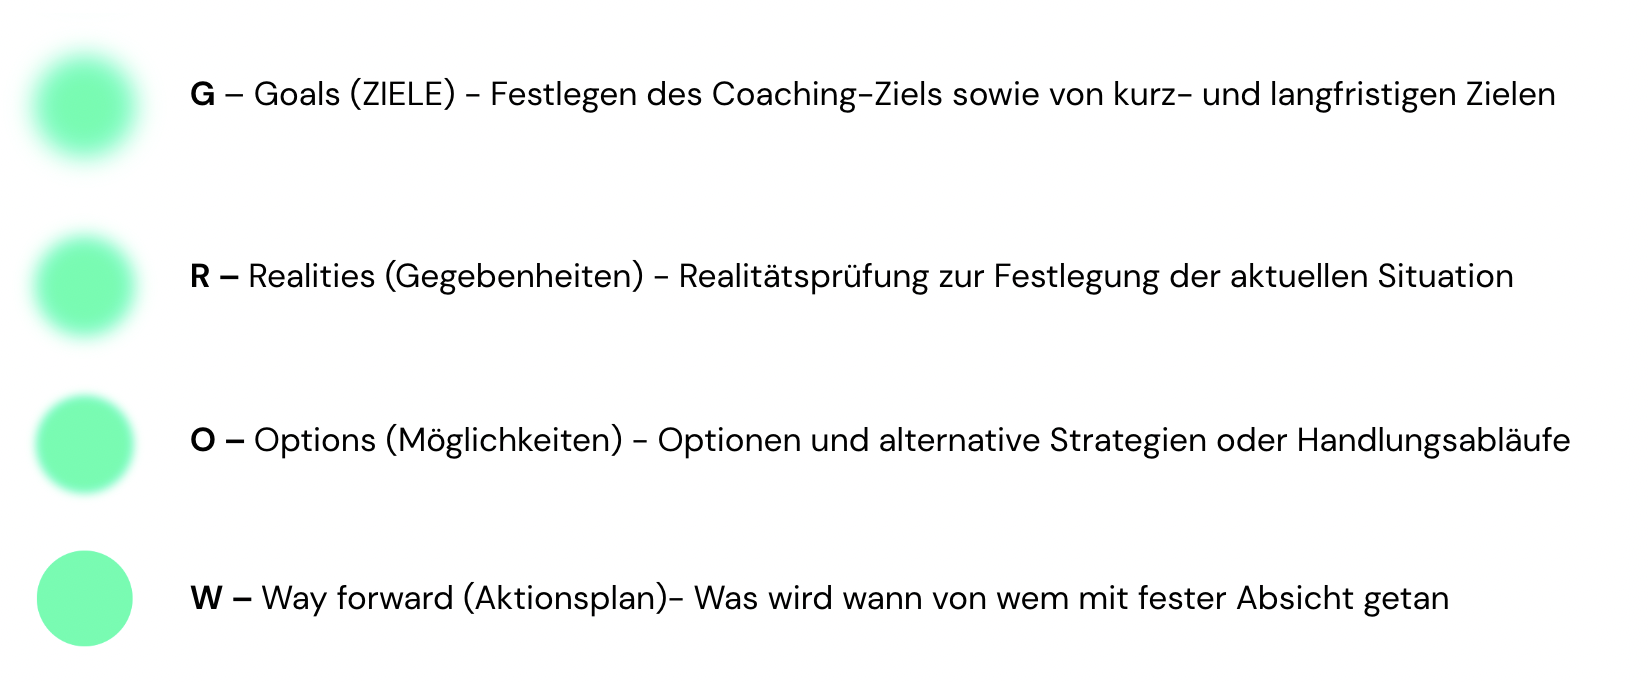 G – Goals (ZIELE) - Festlegen des Coaching-Ziels sowie von kurz- und langfristigen Zielen
R – Realities (Gegebenheiten) - Realitätsprüfung zur Festlegung der aktuellen Situation
O – Options (Möglichkeiten) - Optionen und alternative Strategien oder Handlungsabläufe
W – Way forward (Aktionsplan)- Was wird wann von wem mit fester Absicht getan